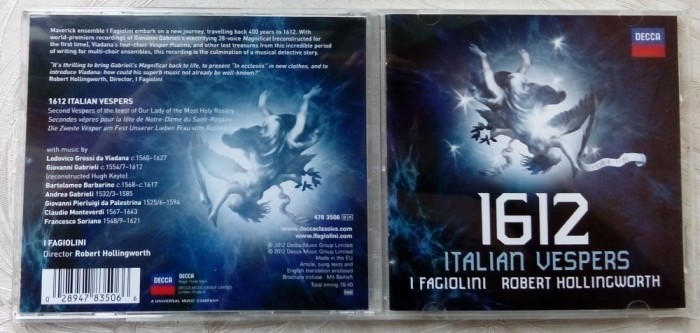 Maverick ensemble I Fagiolini embark on a new journey, travelling back 400 years to 1612. With
world-premiere recordings of Giovanni Gabrieli's electrifying 28-voice Magnificat (reconstructed for
the first time), Viadana's four-choir Vesper Psalms, and other lost treasures from this incredible period
of writing for multi-choir ensembles, this recording is the culmination of a musical detective story.
"It's thrilling to bring Gabrieli's Magnificat back to life, to present "In ecclesiis" in new clothes, and to
introduce Viadana; how could his superb music not already be well-known?"
Robert Hollingworth, Director, I Fagiolini
1612 ITALIAN VESPERS
Second Vespers of the feast of Our Lady of the Most Holy Rosary
Secondes vêpres pour la fête de Notre-Dame du Saint-Rosaire
Die Zweite Vesper am Fest Unserer Lieben Frau vom Rosenkranz
with music by
Lodovico Grossi da Viadana c.1560–1627
Giovanni Gabrieli c.1554/7–1612
(reconstructed Hugh Keyte)
Bartolomeo Barbarino c.1568–c.1617
Andrea Gabrieli 1532/3–1585
Giovanni Pierluigi da Palestrina 1525/6–1594
Claudio Monteverdi 1567–1643
Francesco Soriano 1548/9–1621
I FAGIOLINI
Director Robert Hollingworth
478 3506
www.deccaclassics.com
www.ifagiolini.com
℗ 2012 Decca Music Group Limited
© 2012 Decca Music Group Limited
Made in the EU
Article, sung texts and
English translation enclosed
Brochure incluse · Mit Beiheft
Total timing 78.40
0 28947 83506 6
DECCA
DECCA
DECCA MUSIC GROUP LIMITED
A UNIVERSAL MUSIC COMPANY
DECCA
1612
ITALIAN VESPERS
I FAGIOLINI ROBERT HOLLINGWORTH